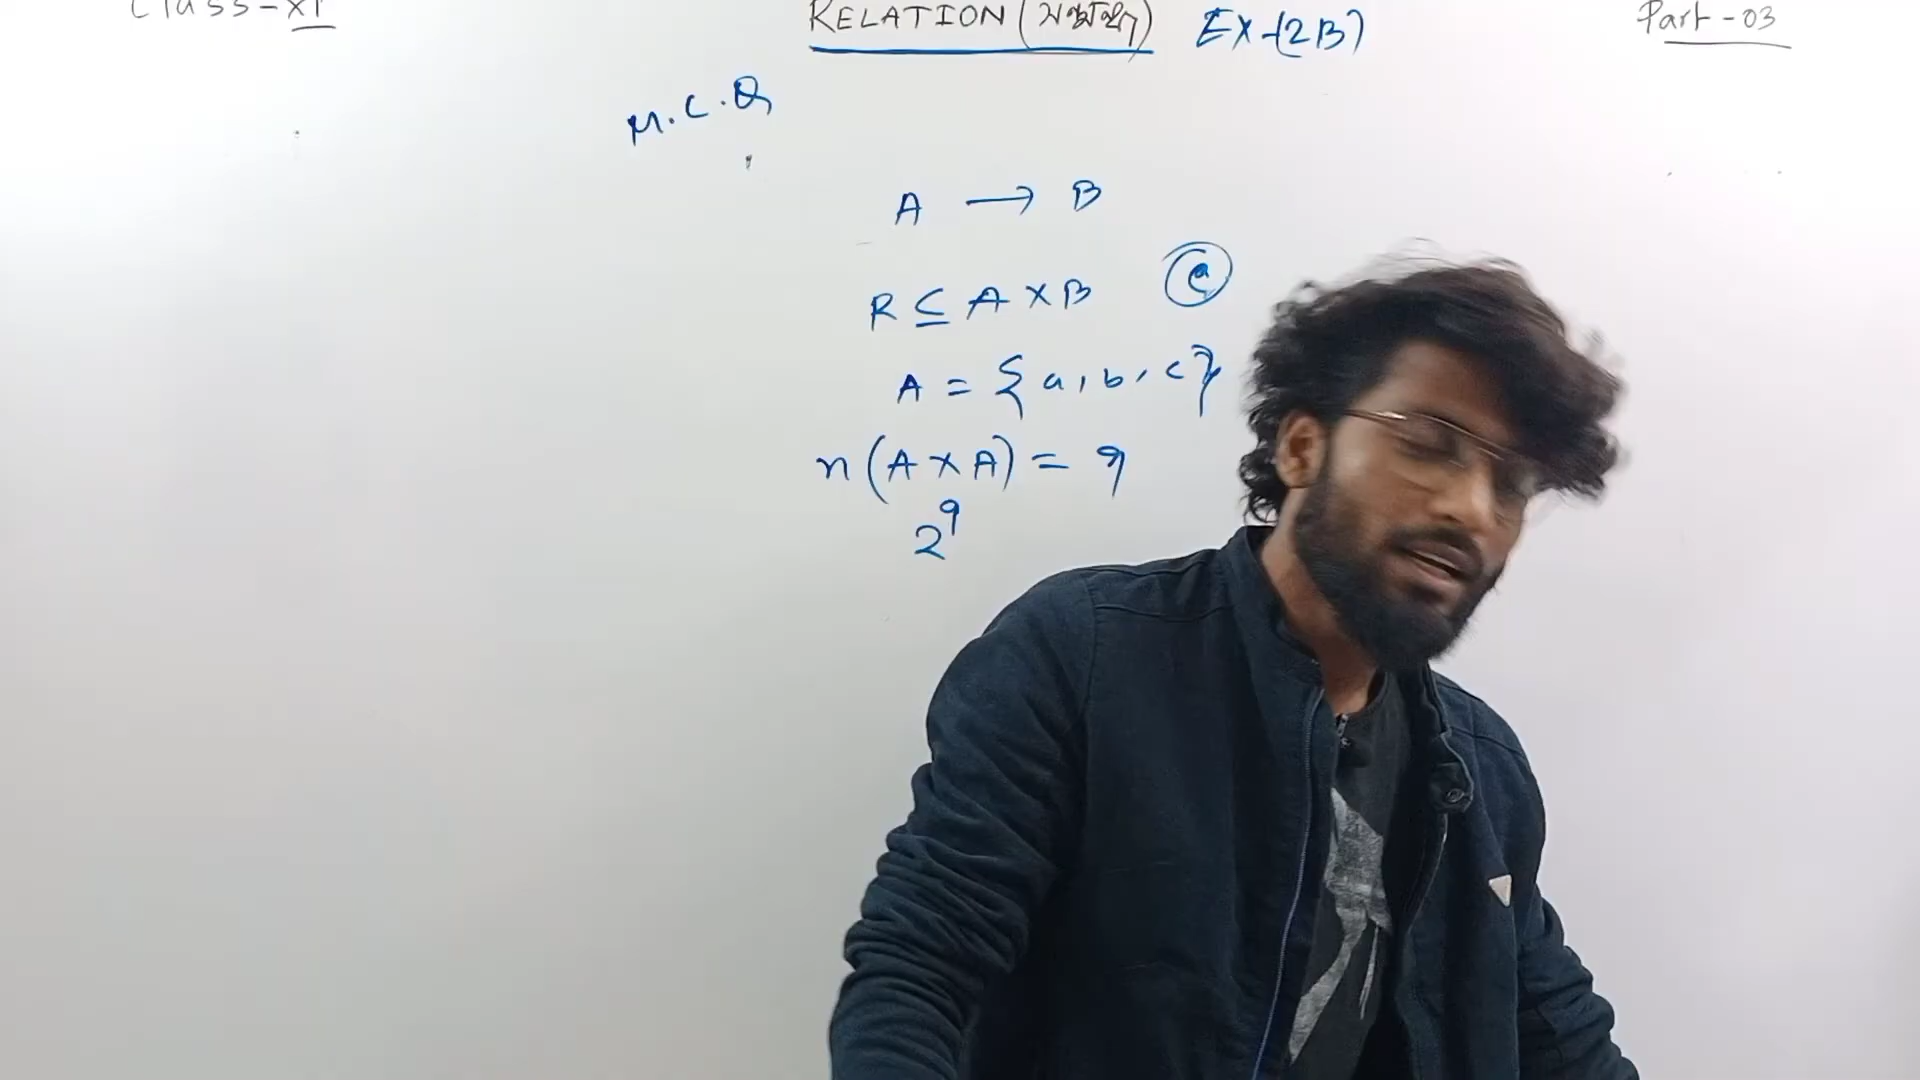 Class-XI
RELATION (সম্বন্ধ) EX-(2B)
Part-03
M.C.Q
A → B
R ⊆ A × B (a)
A = {a, b, c}
n(A × A) = 9
2⁹